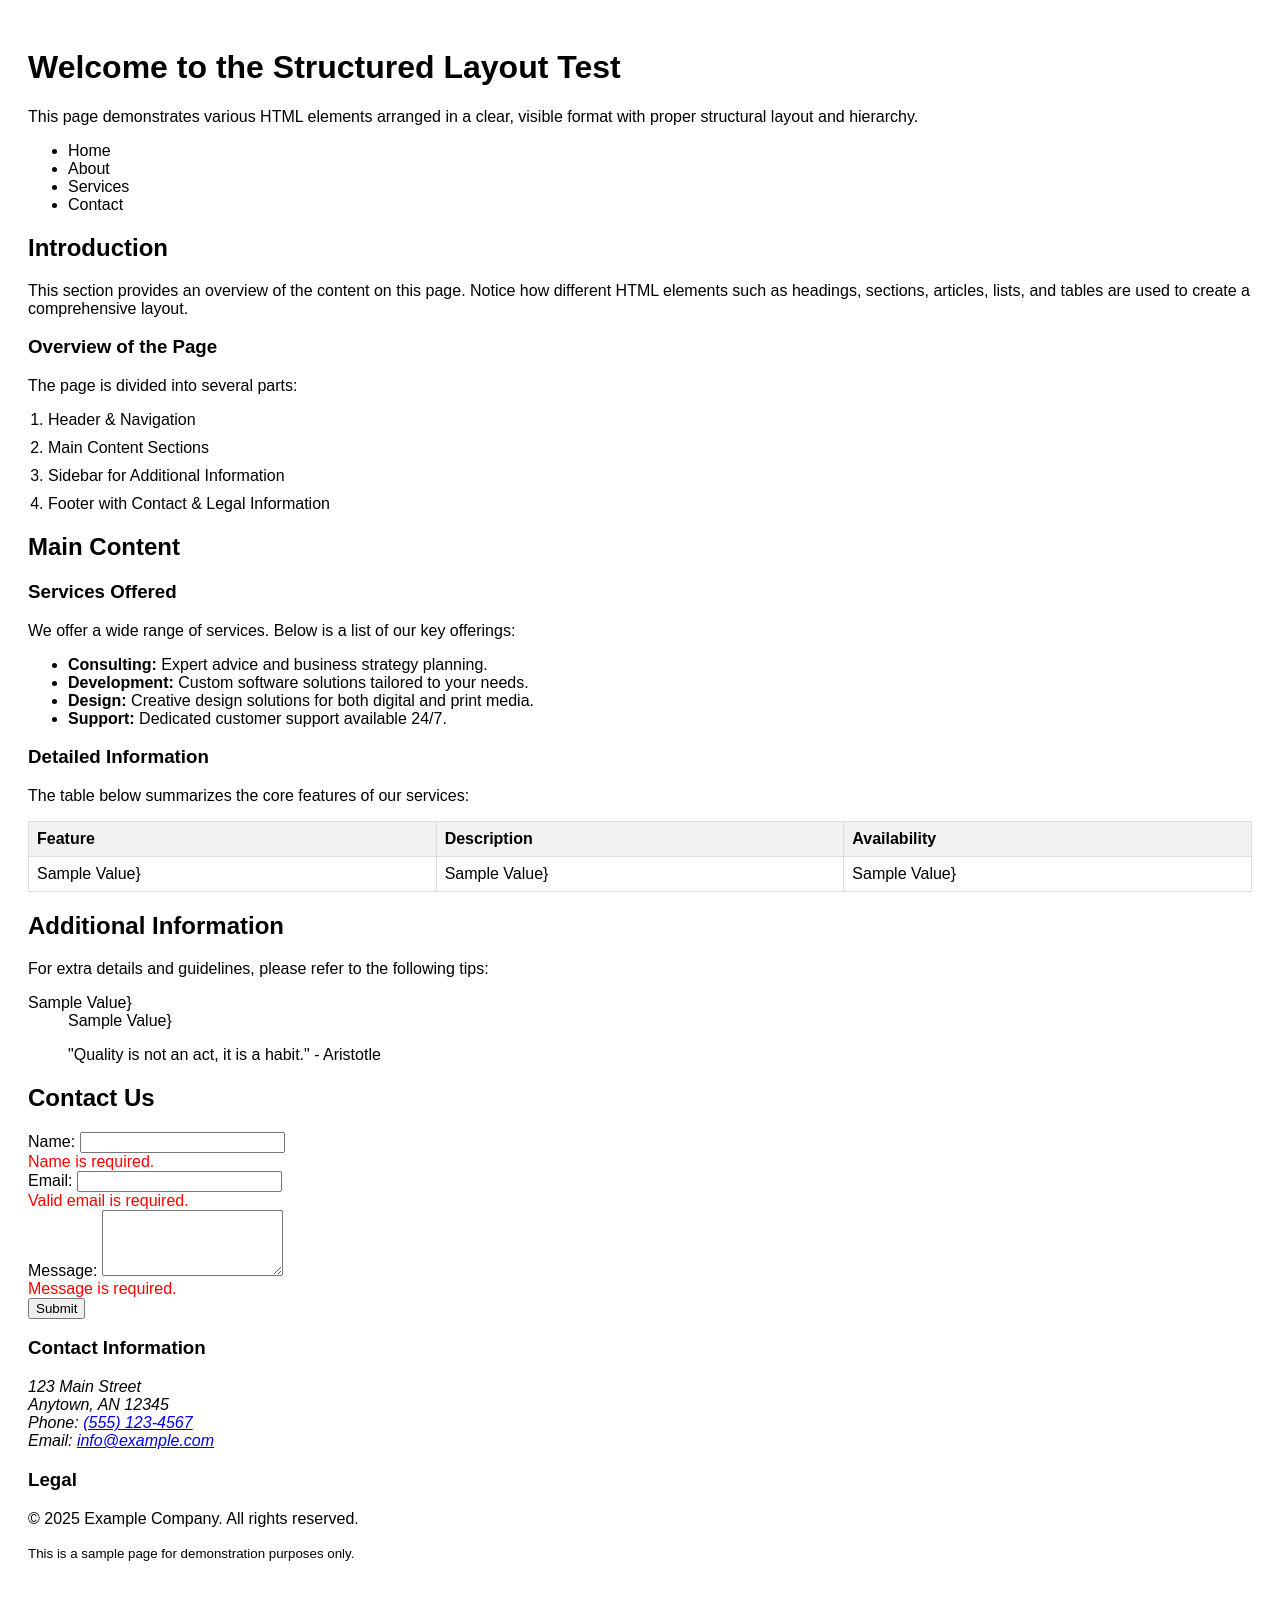 Welcome to the Structured Layout Test
This page demonstrates various HTML elements arranged in a clear, visible format with proper structural layout and hierarchy.
• Home
• About
• Services
• Contact
Introduction
This section provides an overview of the content on this page. Notice how different HTML elements such as headings, sections, articles, lists, and tables are used to create a
comprehensive layout.
Overview of the Page
The page is divided into several parts:
1. Header & Navigation
2. Main Content Sections
3. Sidebar for Additional Information
4. Footer with Contact & Legal Information
Main Content
Services Offered
We offer a wide range of services. Below is a list of our key offerings:
• Consulting: Expert advice and business strategy planning.
• Development: Custom software solutions tailored to your needs.
• Design: Creative design solutions for both digital and print media.
• Support: Dedicated customer support available 24/7.
Detailed Information
The table below summarizes the core features of our services:
Feature Description Availability
Sample Value} Sample Value} Sample Value}
Additional Information
For extra details and guidelines, please refer to the following tips:
Sample Value}
Sample Value}
"Quality is not an act, it is a habit." - Aristotle
Contact Us
Name:
Name is required.
Email:
Valid email is required.
Message:
Message is required.
Submit
Contact Information
123 Main Street
Anytown, AN 12345
Phone: (555) 123-4567
Email: info@example.com
Legal
© 2025 Example Company. All rights reserved.
This is a sample page for demonstration purposes only.